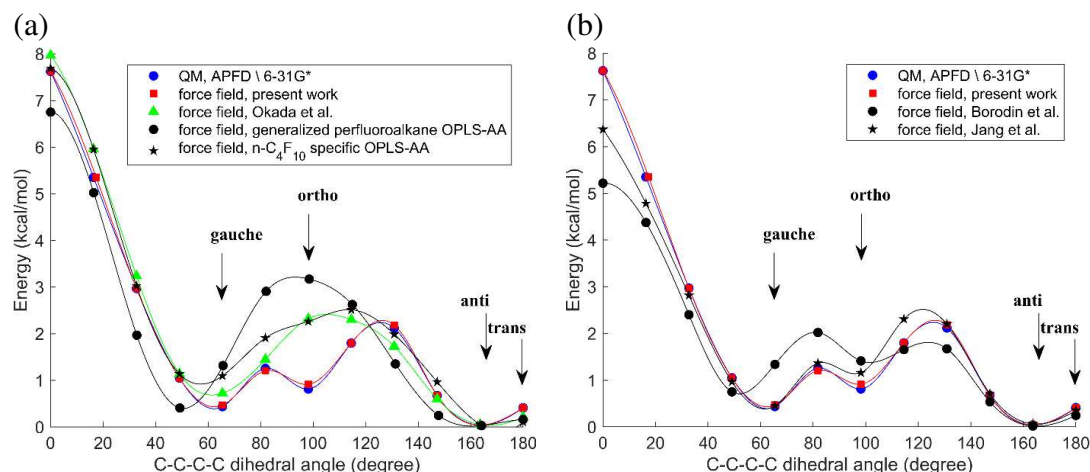 (a)
8
7
6
5
4
3
2
1
0
Energy (kcal/mol)
QM, APFD \ 6-31G*
force field, present work
force field, Okada et al.
force field, generalized perfluoroalkane OPLS-AA
force field, n-C4F10 specific OPLS-AA
ortho
gauche
anti
trans
0 20 40 60 80 100 120 140 160 180
C-C-C-C dihedral angle (degree)
(b)
8
7
6
5
4
3
2
1
0
Energy (kcal/mol)
QM, APFD \ 6-31G*
force field, present work
force field, Borodin et al.
force field, Jang et al.
ortho
gauche
anti
trans
0 20 40 60 80 100 120 140 160 180
C-C-C-C dihedral angle (degree)